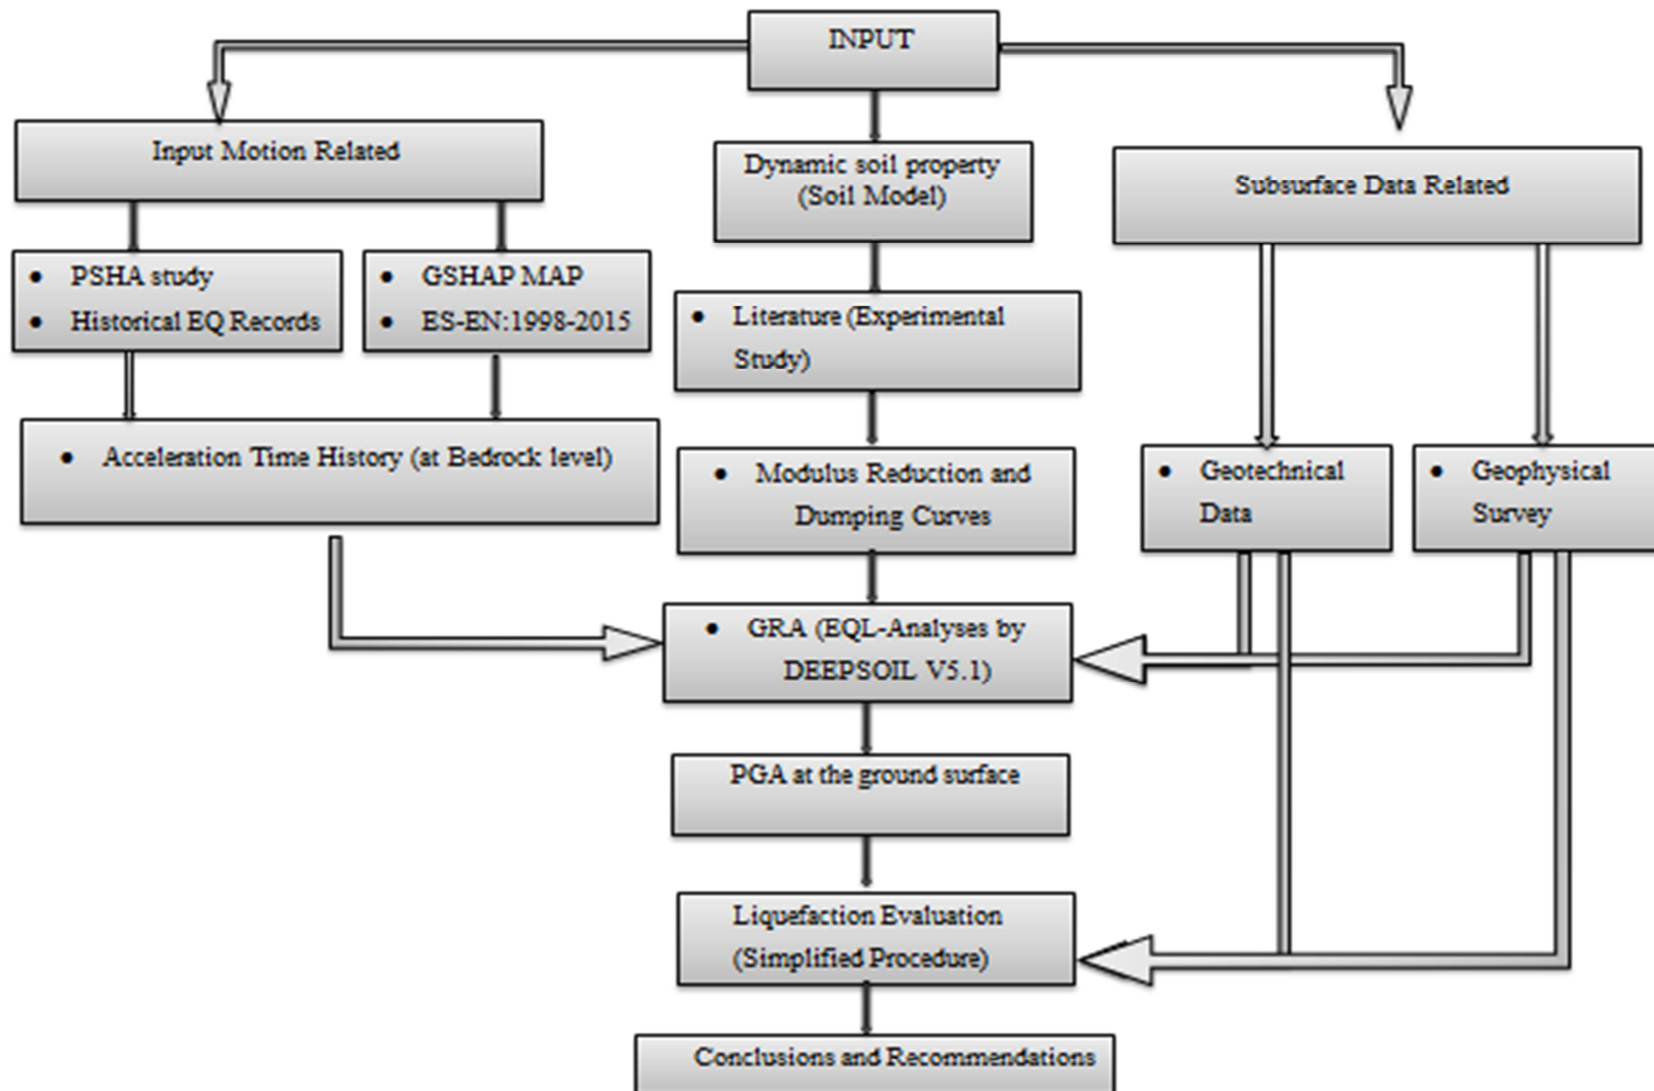 INPUT
Input Motion Related
Dynamic soil property
(Soil Model)
Subsurface Data Related
• PSHA study
• Historical EQ Records
• GSHAP MAP
• ES-EN:1998-2015
• Literature (Experimental
Study)
• Acceleration Time History (at Bedrock level)
• Modulus Reduction and
Dumping Curves
• Geotechnical
Data
• Geophysical
Survey
• GRA (EQL-Analyses by
DEEPSOIL V5.1)
PGA at the ground surface
Liquefaction Evaluation
(Simplified Procedure)
Conclusions and Recommendations